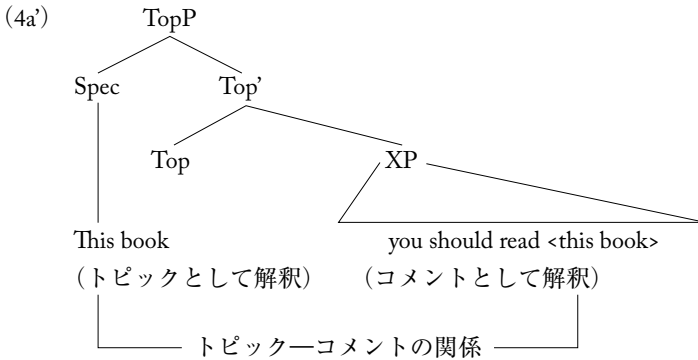 (4a’) TopP
Spec Top’
Top XP
This book you should read <this book>
（トピックとして解釈） （コメントとして解釈）
トピック―コメントの関係